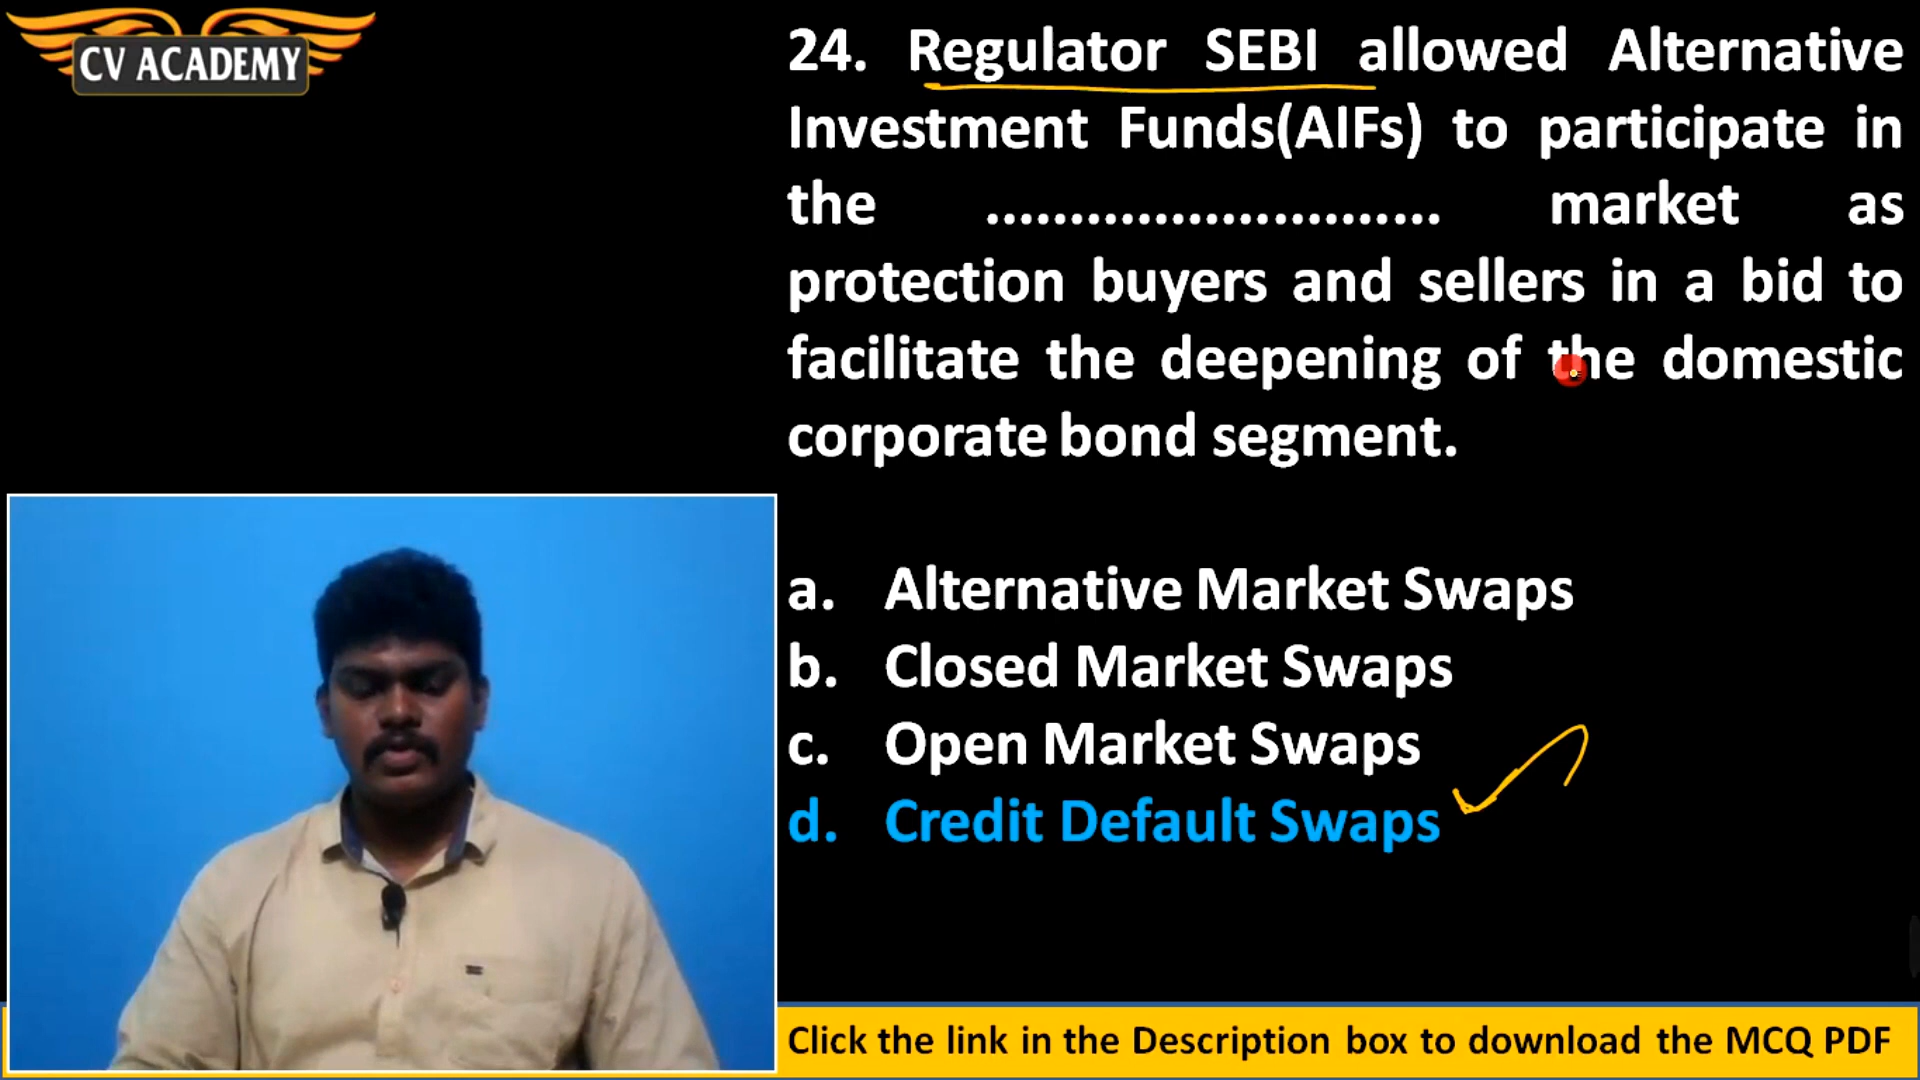 CV ACADEMY
24. Regulator SEBI allowed Alternative
Investment Funds(AIFs) to participate in
the ........................... market as
protection buyers and sellers in a bid to
facilitate the deepening of the domestic
corporate bond segment.
a. Alternative Market Swaps
b. Closed Market Swaps
c. Open Market Swaps
d. Credit Default Swaps
Click the link in the Description box to download the MCQ PDF